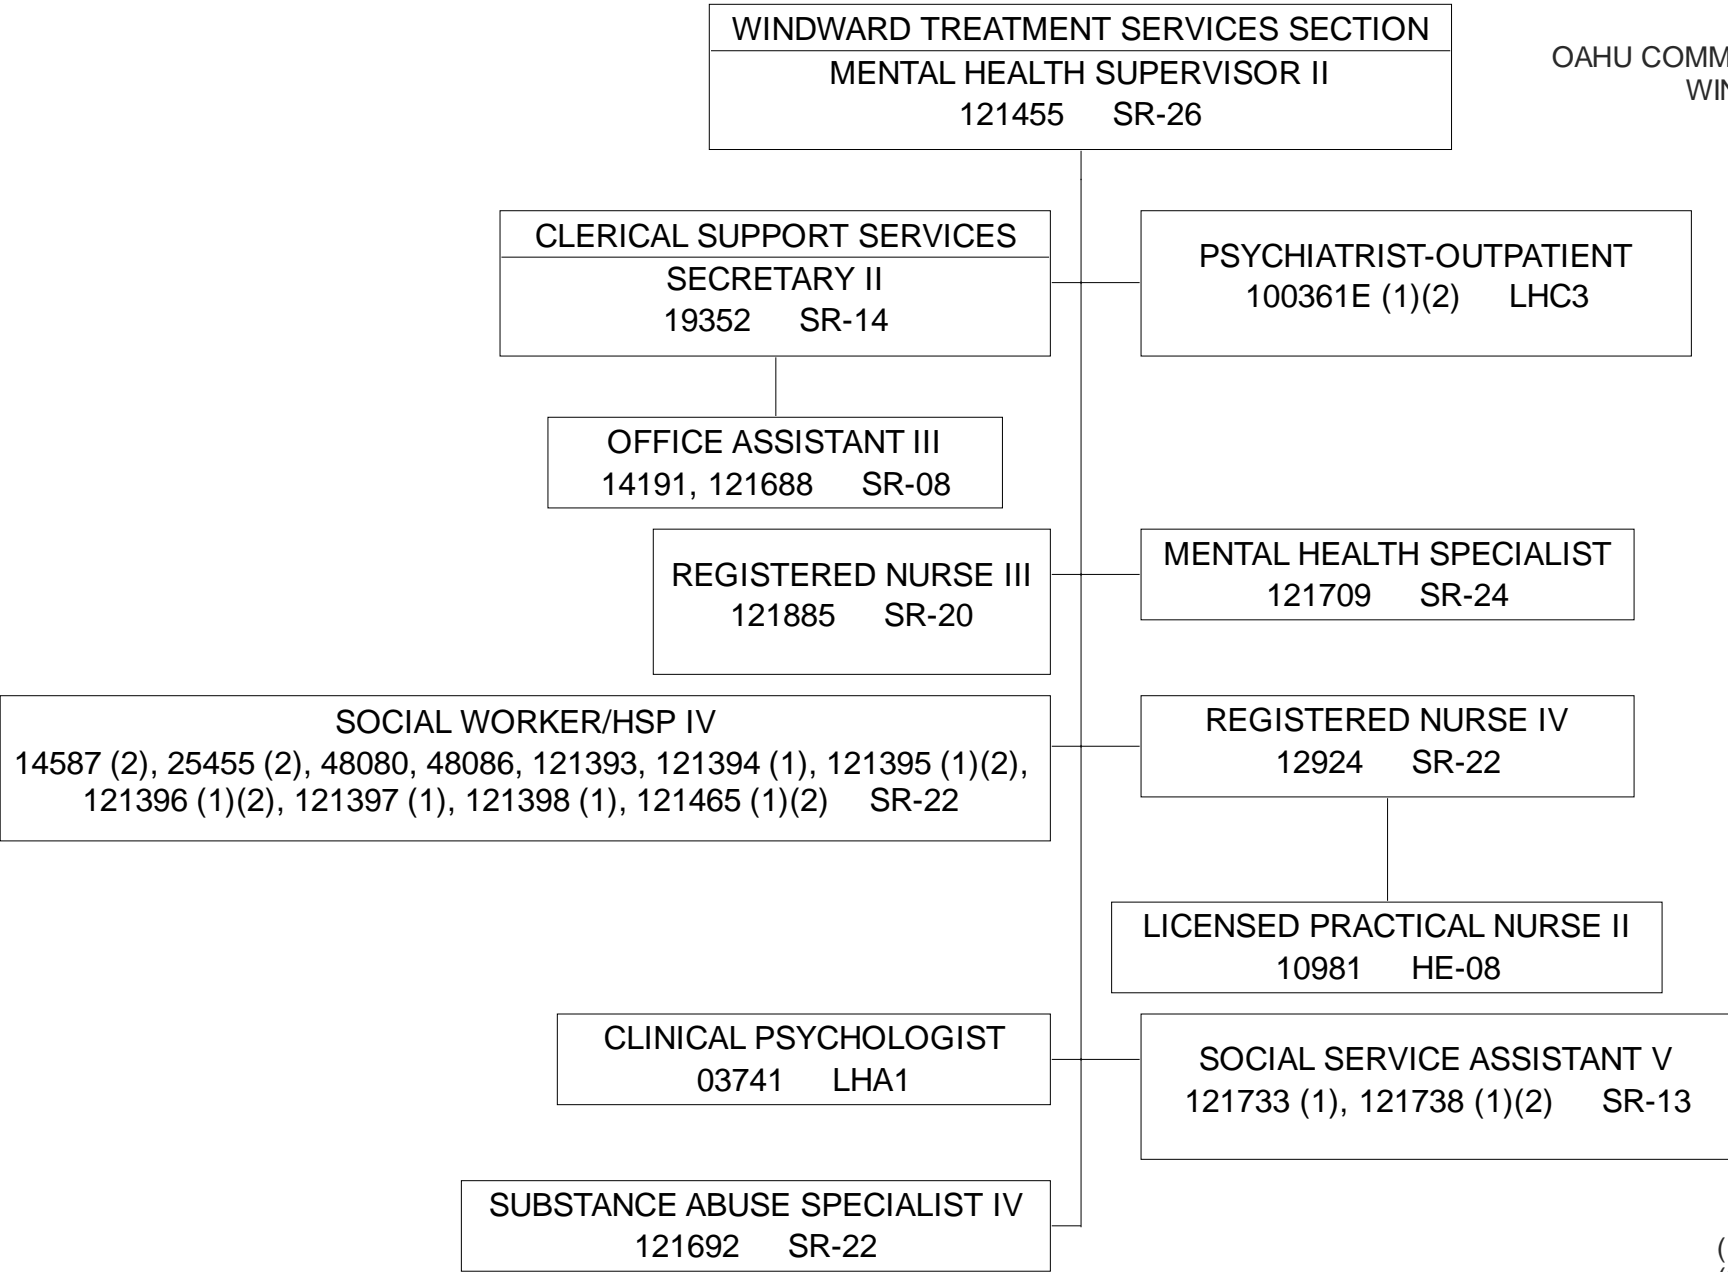 WINDWARD TREATMENT SERVICES SECTION
MENTAL HEALTH SUPERVISOR II
121455 SR-26
OAHU
CLERICAL SUPPORT SERVICES
SECRETARY II
19352 SR-14
PSYCHIATRIST-OUTPATIENT
100361E (1)(2) LHC3
OFFICE ASSISTANT III
14191, 121688 SR-08
REGISTERED NURSE III
121885 SR-20
MENTAL HEALTH SPECIALIST
121709 SR-24
SOCIAL WORKER/HSP IV
14587 (2), 25455 (2), 48080, 48086, 121393, 121394 (1), 121395 (1)(2),
121396 (1)(2), 121397 (1), 121398 (1), 121465 (1)(2) SR-22
REGISTERED NURSE IV
12924 SR-22
LICENSED PRACTICAL NURSE II
10981 HE-08
CLINICAL PSYCHOLOGIST
03741 LHA1
SOCIAL SERVICE ASSISTANT V
121733 (1), 121738 (1)(2) SR-13
SUBSTANCE ABUSE SPECIALIST IV
121692 SR-22